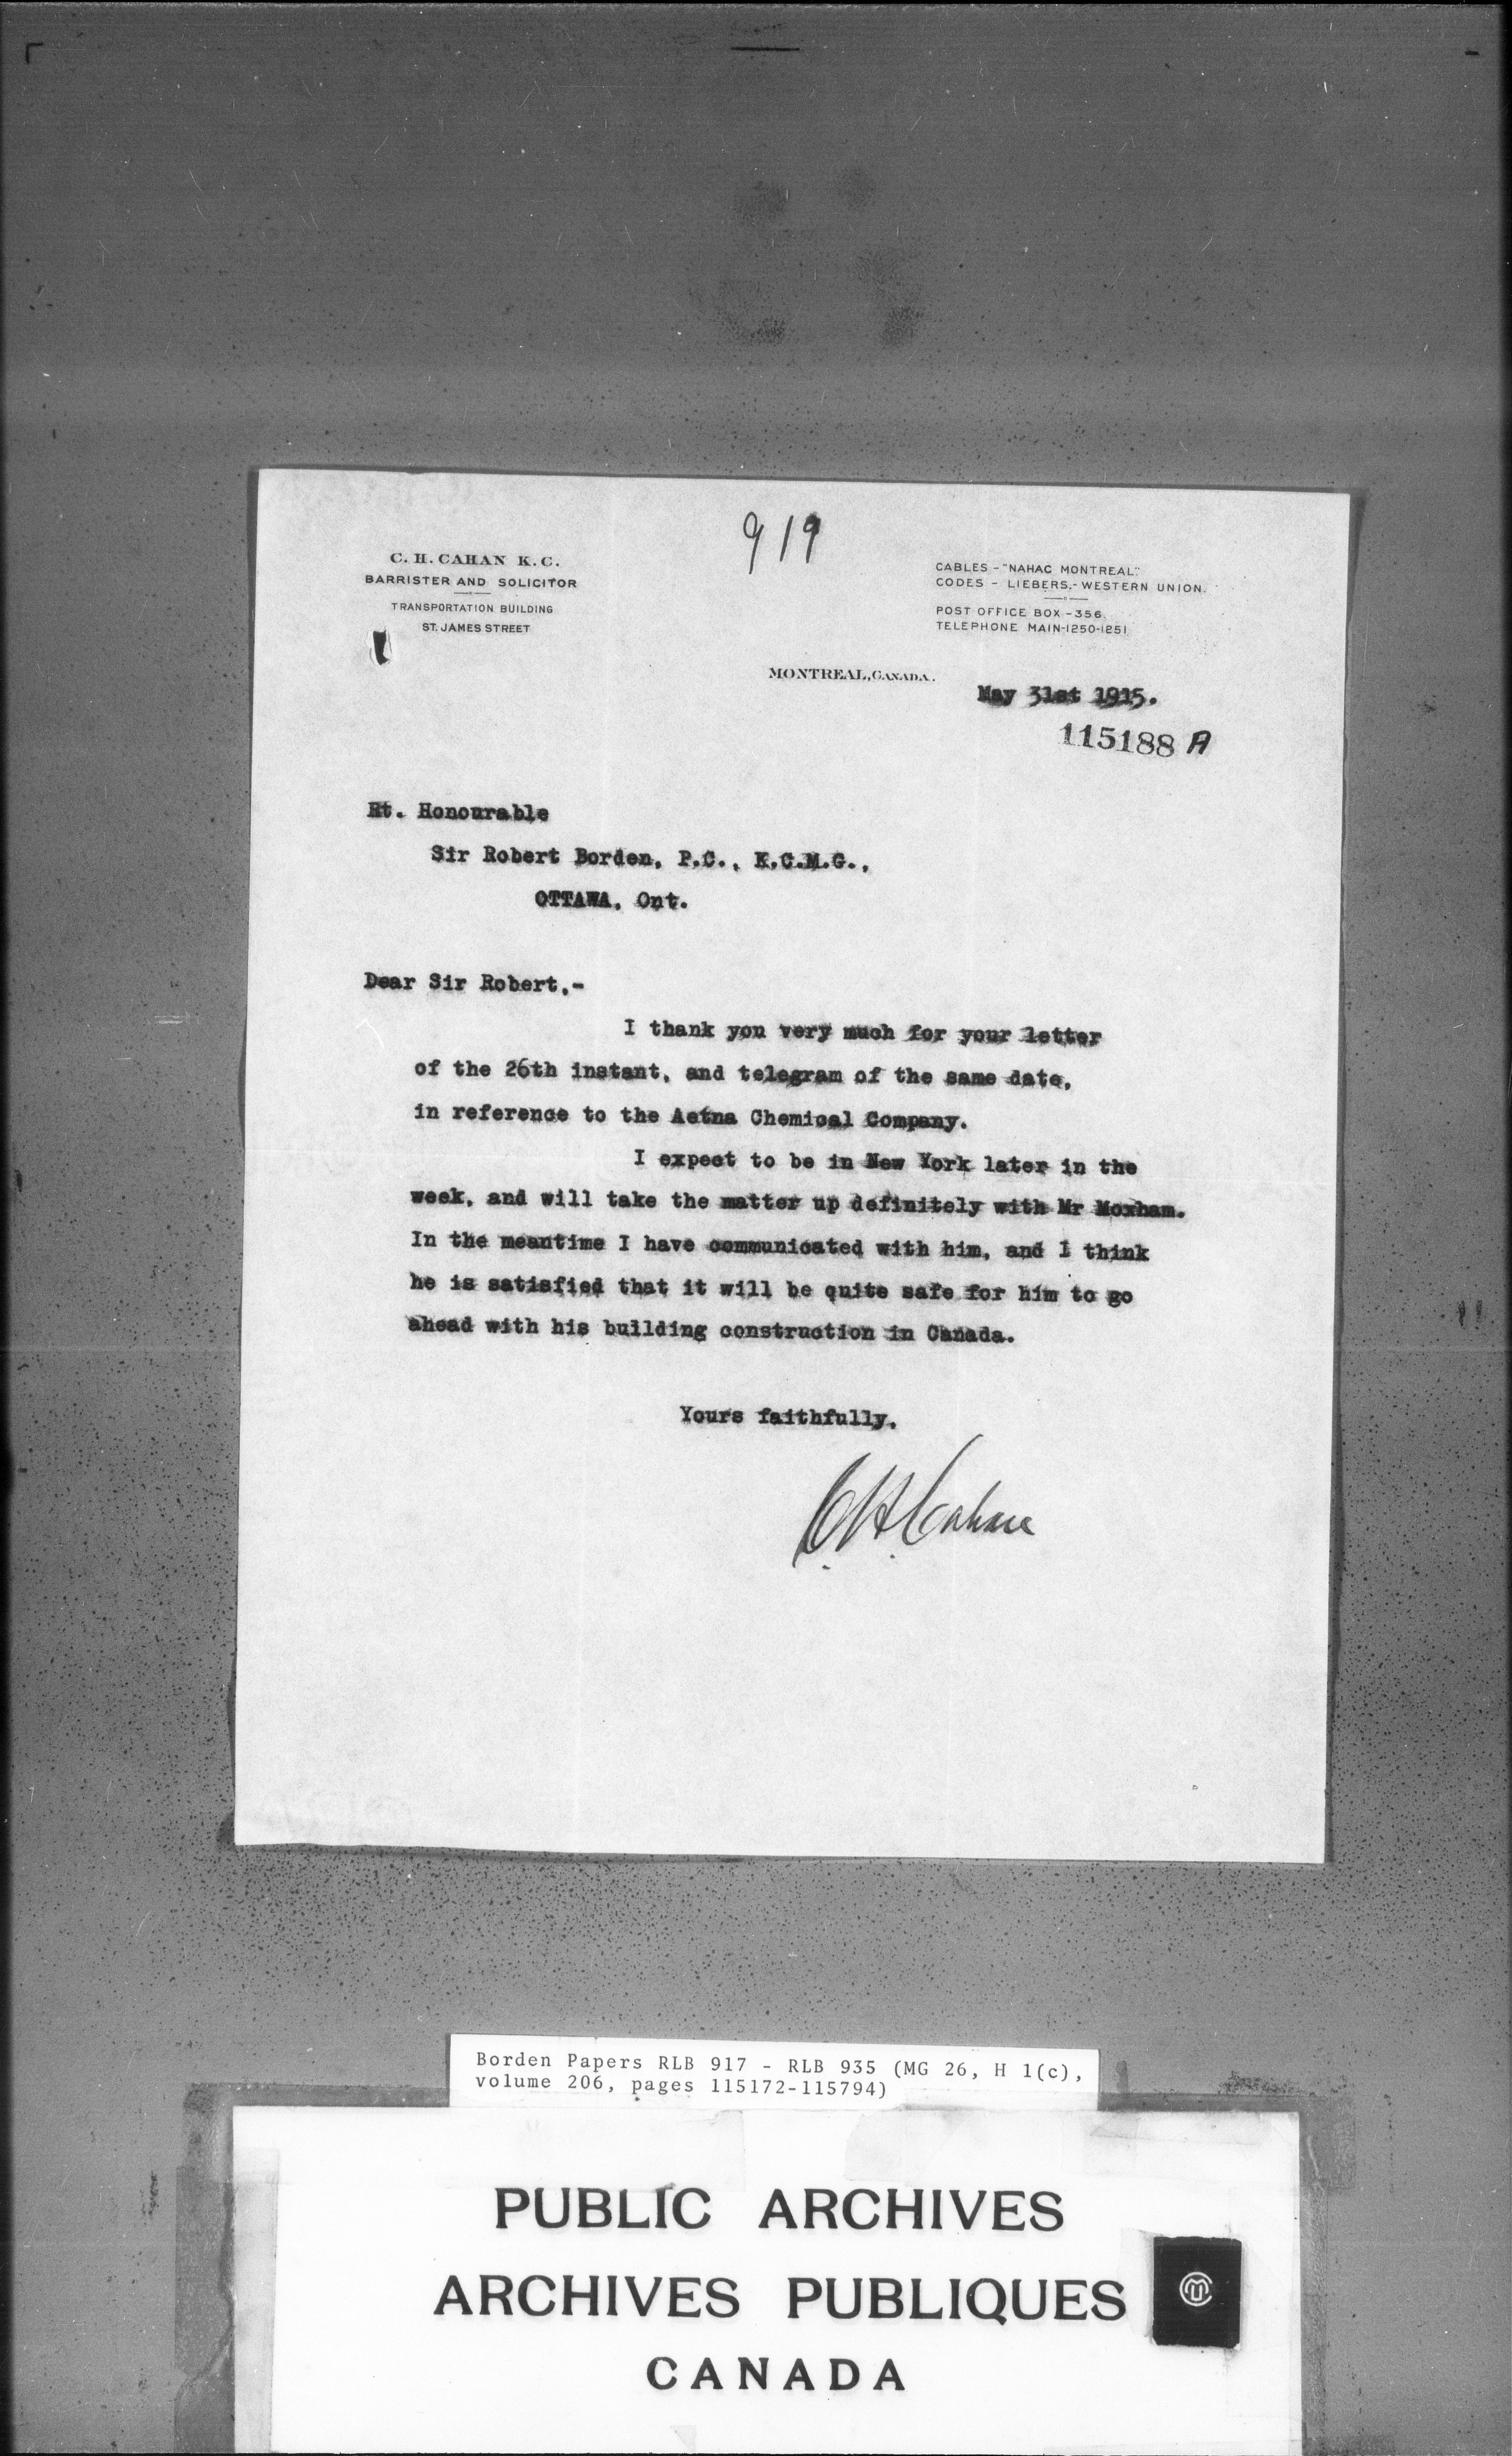 919
C. H. CAHAN K. C.
BARRISTER AND SOLICITOR
TRANSPORTATION BUILDING
ST. JAMES STREET
CABLES - "NAHAC MONTREAL."
CODES - LIEBERS,- WESTERN UNION.
POST OFFICE BOX - 356.
TELEPHONE MAIN-1250-1251
MONTREAL, CANADA.
May 31st 1915.
115188 A
Rt. Honourable
Sir Robert Borden, P.C., K.C.M.G.,
OTTAWA, Ont.
Dear Sir Robert,-
I thank you very much for your letter
of the 26th instant, and telegram of the same date,
in reference to the Aetna Chemical Company.
I expect to be in New York later in the
week, and will take the matter up definitely with Mr Moxham.
In the meantime I have communicated with him, and I think
he is satisfied that it will be quite safe for him to go
ahead with his building construction in Canada.
Yours faithfully,
C.H. Cahan
Borden Papers RLB 917 - RLB 935 (MG 26, H 1(c),
volume 206, pages 115172-115794)
PUBLIC ARCHIVES
ARCHIVES PUBLIQUES
CANADA